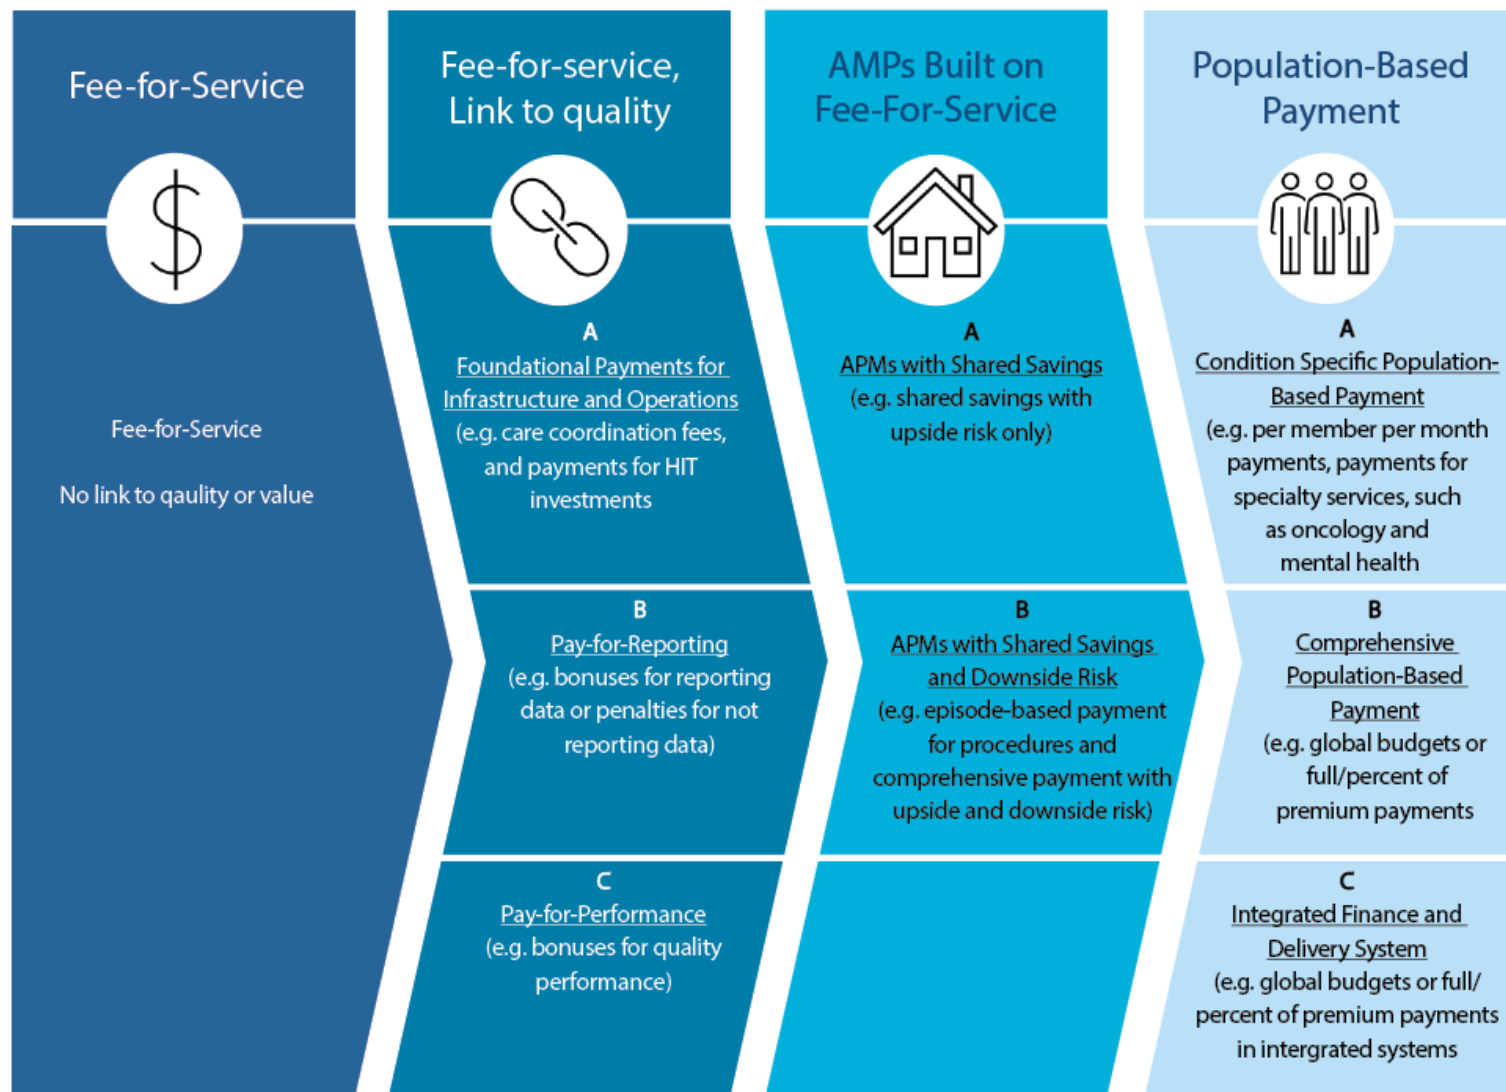 Fee-for-Service
Fee-for-Service
No link to qaulity or value
Fee-for-service,
Link to quality
A
Foundational Payments for
Infrastructure and Operations
(e.g. care coordination fees,
and payments for HIT
investments
B
Pay-for-Reporting
(e.g. bonuses for reporting
data or penalties for not
reporting data)
C
Pay-for-Performance
(e.g. bonuses for quality
performance)
AMPs Built on
Fee-For-Service
A
APMs with Shared Savings
(e.g. shared savings with
upside risk only)
B
APMs with Shared Savings
and Downside Risk
(e.g. episode-based payment
for procedures and
comprehensive payment with
upside and downside risk)
Population-Based
Payment
A
Condition Specific Population-
Based Payment
(e.g. per member per month
payments, payments for
specialty services, such
as oncology and
mental health
B
Comprehensive
Population-Based
Payment
(e.g. global budgets or
full/percent of
premium payments
C
Integrated Finance and
Delivery System
(e.g. global budgets or full/
percent of premium payments
in intergrated systems